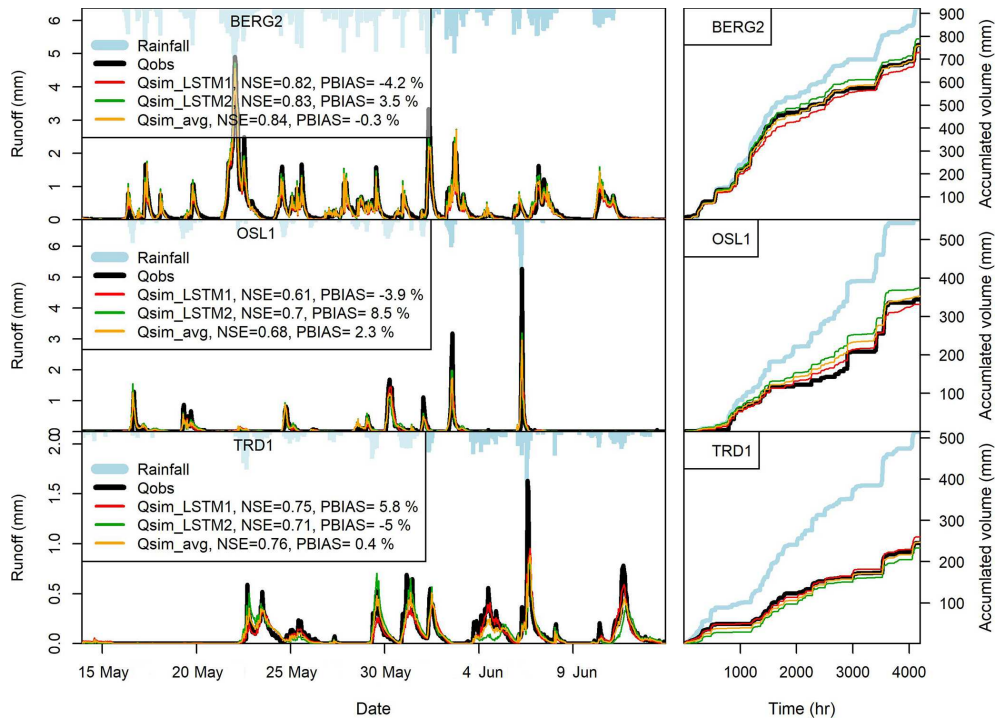 BERG2
Rainfall
Qobs
Qsim_LSTM1, NSE=0.82, PBIAS= -4.2 %
Qsim_LSTM2, NSE=0.83, PBIAS= 3.5 %
Qsim_avg, NSE=0.84, PBIAS= -0.3 %
Runoff (mm)
0 1 2 3 4 5 6
BERG2
Accumlated volume (mm)
100 200 300 400 500 600 700 800 900
OSL1
Rainfall
Qobs
Qsim_LSTM1, NSE=0.61, PBIAS= -3.9 %
Qsim_LSTM2, NSE=0.7, PBIAS= 8.5 %
Qsim_avg, NSE=0.68, PBIAS= 2.3 %
Runoff (mm)
0 1 2 3 4 5 6
OSL1
Accumlated volume (mm)
100 200 300 400 500
TRD1
Rainfall
Qobs
Qsim_LSTM1, NSE=0.75, PBIAS= 5.8 %
Qsim_LSTM2, NSE=0.71, PBIAS= -5 %
Qsim_avg, NSE=0.76, PBIAS= 0.4 %
Runoff (mm)
0.0 0.5 1.0 1.5 2.0
TRD1
Accumlated volume (mm)
100 200 300 400 500
15 May 20 May 25 May 30 May 4 Jun 9 Jun
Date
1000 2000 3000 4000
Time (hr)